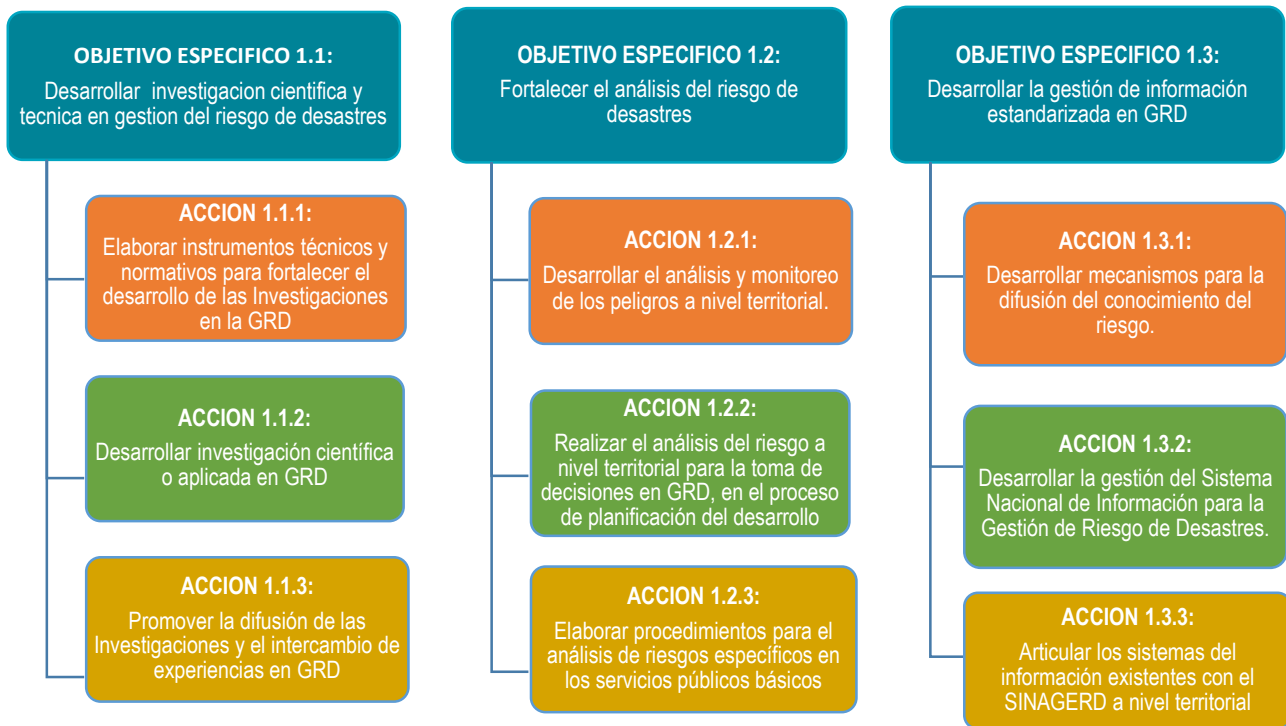 OBJETIVO ESPECIFICO 1.1:
Desarrollar investigacion cientifica y
tecnica en gestion del riesgo de desastres
ACCION 1.1.1:
Elaborar instrumentos técnicos y
normativos para fortalecer el
desarrollo de las Investigaciones
en la GRD
ACCION 1.1.2:
Desarrollar investigación científica
o aplicada en GRD
ACCION 1.1.3:
Promover la difusión de las
Investigaciones y el intercambio de
experiencias en GRD
OBJETIVO ESPECIFICO 1.2:
Fortalecer el análisis del riesgo de
desastres
ACCION 1.2.1:
Desarrollar el análisis y monitoreo
de los peligros a nivel territorial.
ACCION 1.2.2:
Realizar el análisis del riesgo a
nivel territorial para la toma de
decisiones en GRD, en el proceso
de planificación del desarrollo
ACCION 1.2.3:
Elaborar procedimientos para el
análisis de riesgos específicos en
los servicios públicos básicos
OBJETIVO ESPECIFICO 1.3:
Desarrollar la gestión de información
estandarizada en GRD
ACCION 1.3.1:
Desarrollar mecanismos para la
difusión del conocimiento del
riesgo.
ACCION 1.3.2:
Desarrollar la gestión del Sistema
Nacional de Información para la
Gestión de Riesgo de Desastres.
ACCION 1.3.3:
Articular los sistemas del
información existentes con el
SINAGERD a nivel territorial